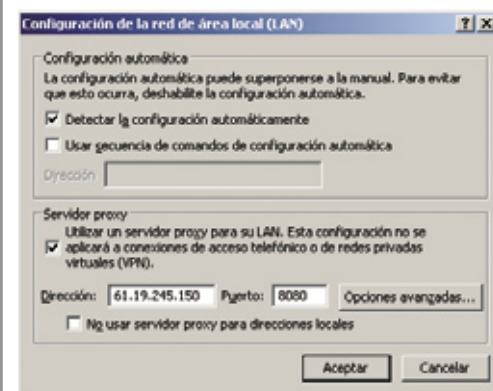 Configuración de la red de área local (LAN)
Configuración automática
La configuración automática puede superponerse a la manual. Para evitar
que esto ocurra, deshabilite la configuración automática.
Detectar la configuración automáticamente
Usar secuencia de comandos de configuración automática
Dirección
Servidor proxy
Utilizar un servidor proxy para su LAN. Esta configuración no se
aplicará a conexiones de acceso telefónico o de redes privadas
virtuales (VPN).
Dirección: 61.19.245.150 Puerto: 8080 Opciones avanzadas...
No usar servidor proxy para direcciones locales
Aceptar Cancelar